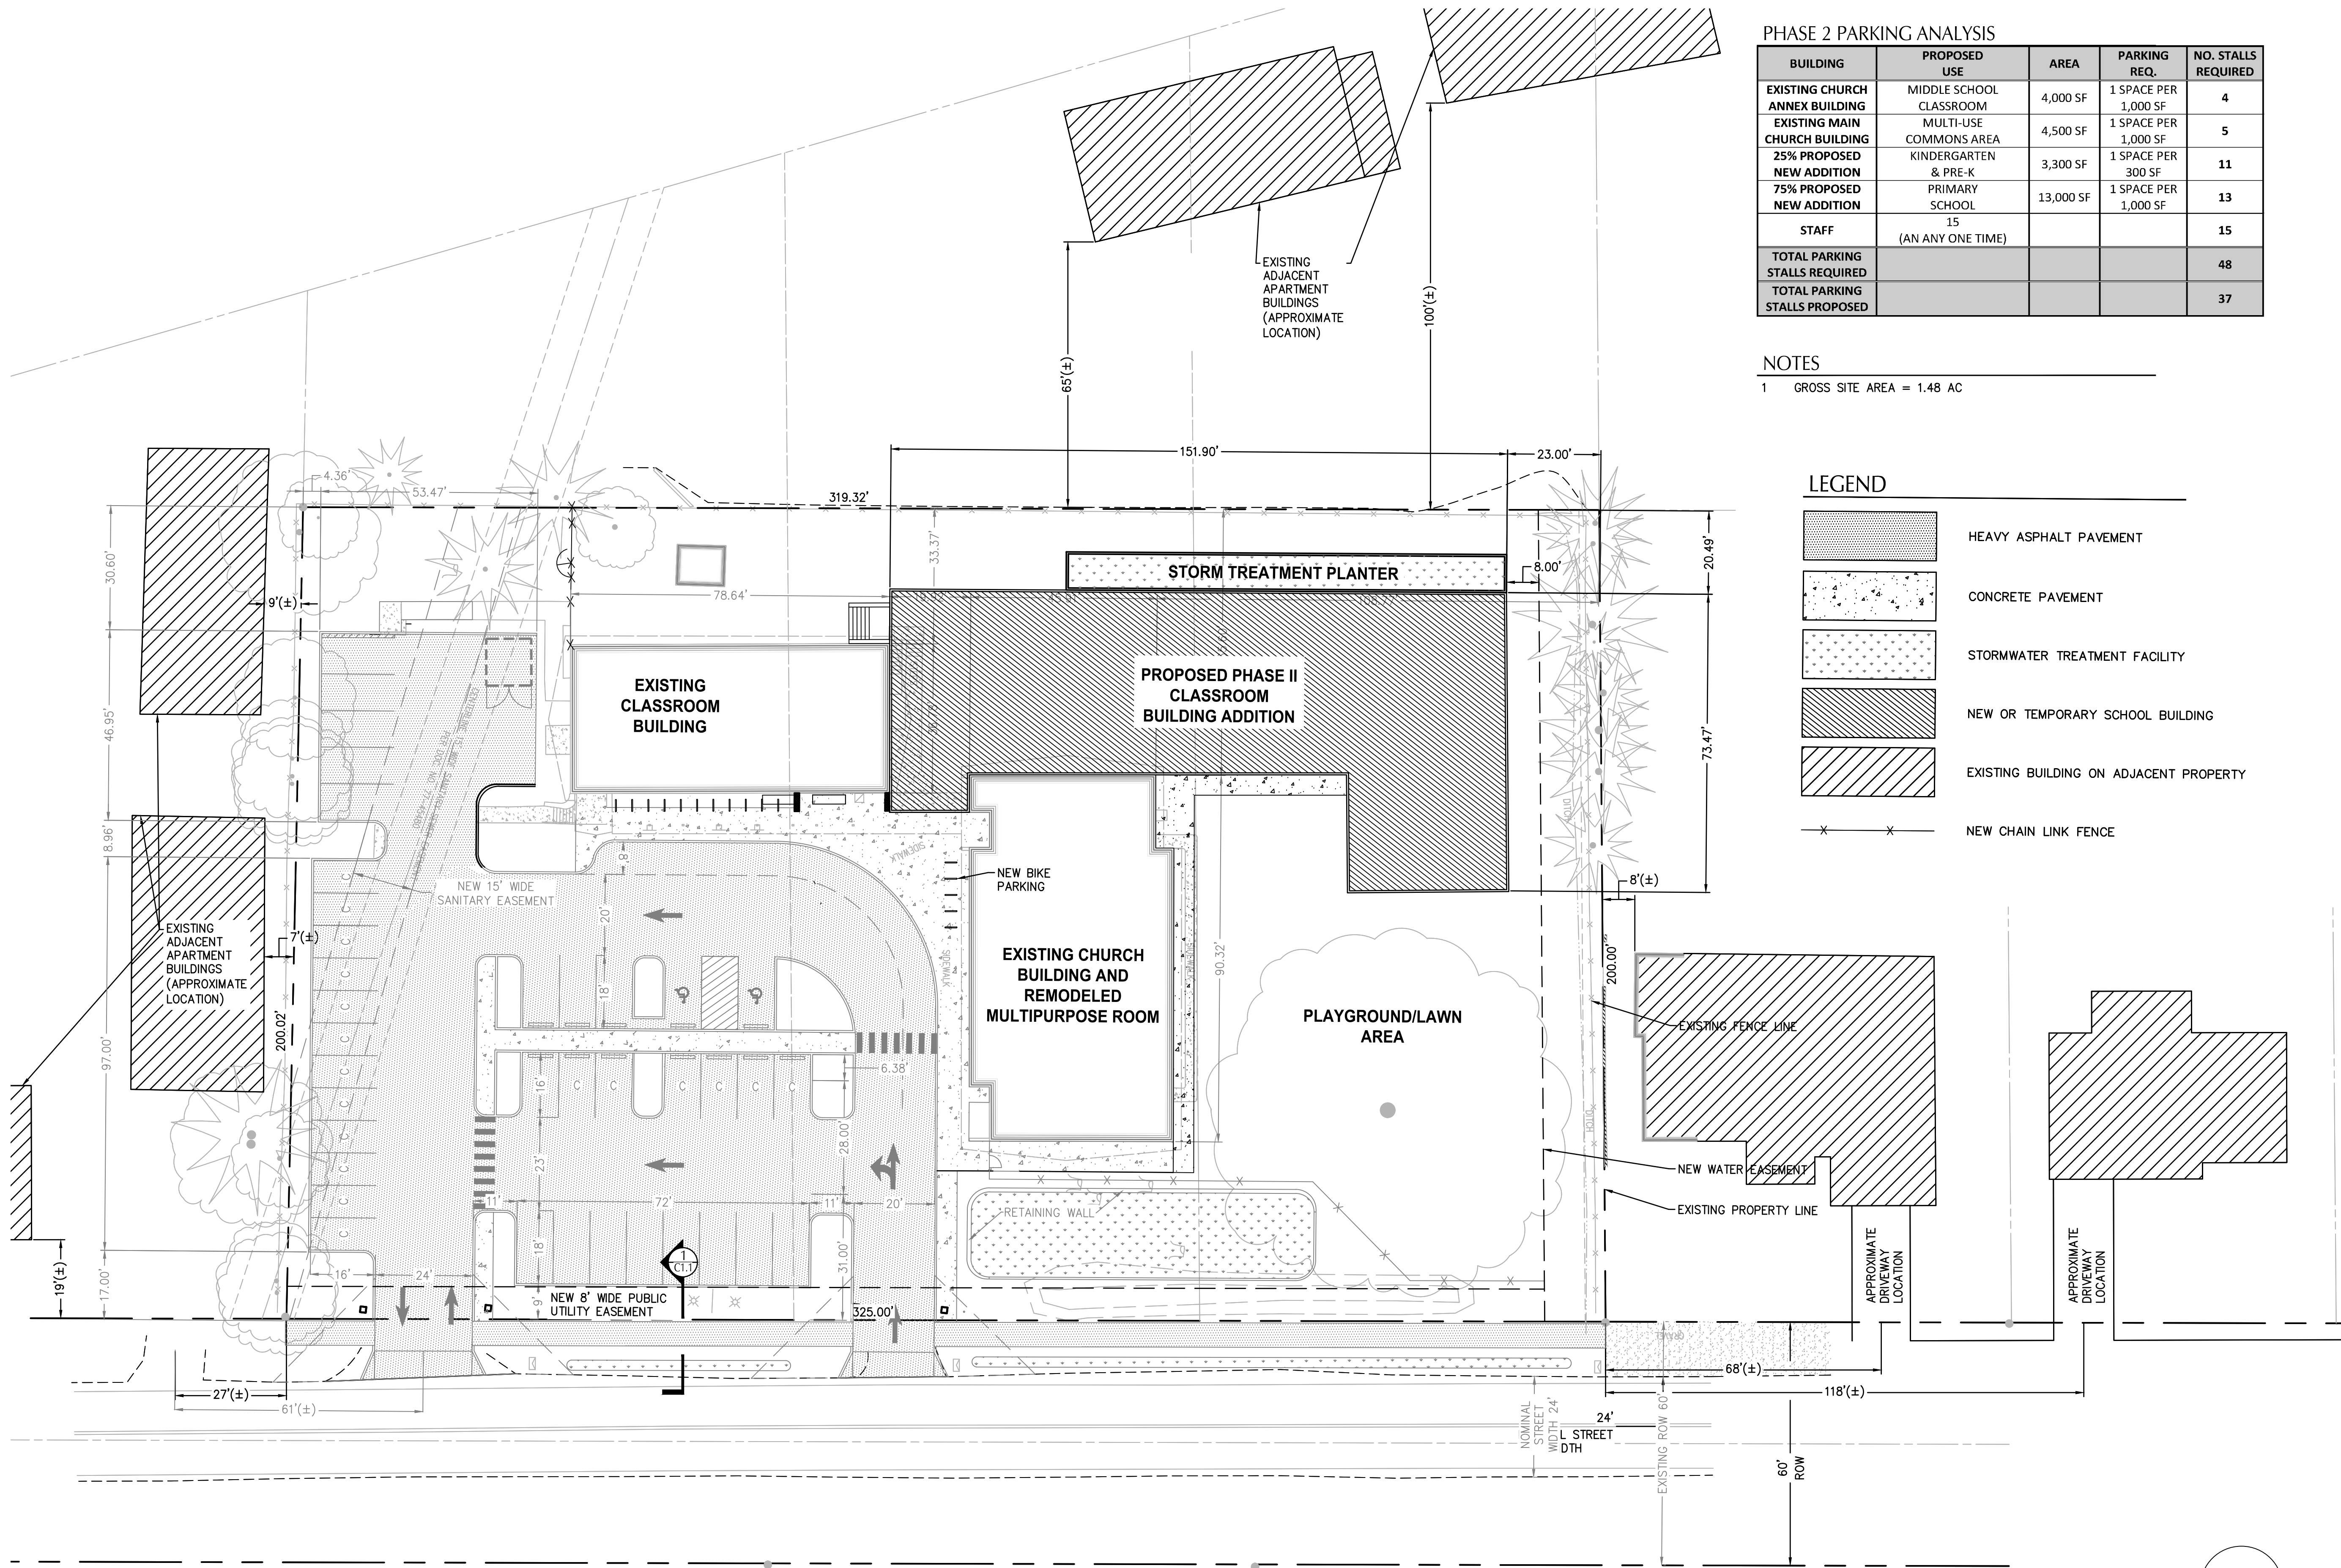 PHASE 2 PARKING ANALYSIS
BUILDING PROPOSED USE AREA PARKING REQ. NO. STALLS REQUIRED
EXISTING CHURCH ANNEX BUILDING MIDDLE SCHOOL CLASSROOM 4,000 SF 1 SPACE PER 1,000 SF 4
EXISTING MAIN CHURCH BUILDING MULTI-USE COMMONS AREA 4,500 SF 1 SPACE PER 1,000 SF 5
25% PROPOSED NEW ADDITION KINDERGARTEN & PRE-K 3,300 SF 1 SPACE PER 300 SF 11
75% PROPOSED NEW ADDITION PRIMARY SCHOOL 13,000 SF 1 SPACE PER 1,000 SF 13
STAFF 15 (AN ANY ONE TIME) 15
TOTAL PARKING STALLS REQUIRED 48
TOTAL PARKING STALLS PROPOSED 37
NOTES
1 GROSS SITE AREA = 1.48 AC
LEGEND
HEAVY ASPHALT PAVEMENT
CONCRETE PAVEMENT
STORMWATER TREATMENT FACILITY
NEW OR TEMPORARY SCHOOL BUILDING
EXISTING BUILDING ON ADJACENT PROPERTY
X X
NEW CHAIN LINK FENCE
EXISTING
ADJACENT
APARTMENT
BUILDINGS
(APPROXIMATE
LOCATION)
65'(±)
100'(±)
151.90'
23.00'
4.36'
53.47'
319.32'
33.37'
30.60'
9'(±)
78.64'
STORM TREATMENT PLANTER
8.00'
20.49'
EXISTING
CLASSROOM
BUILDING
PROPOSED PHASE II
CLASSROOM
BUILDING ADDITION
73.47'
46.95'
8.96'
97.00'
17.00'
19'(±)
DITCH
SIDEWALK
8'
NEW 15' WIDE
SANITARY EASEMENT
20'
18'
NEW BIKE
PARKING
8'(±)
7'(±)
EXISTING
ADJACENT
APARTMENT
BUILDINGS
(APPROXIMATE
LOCATION)
200.02'
SIDEWALK
90.32'
EXISTING CHURCH
BUILDING AND
REMODELED
MULTIPURPOSE ROOM
PLAYGROUND/LAWN
AREA
200.00'
EXISTING FENCE LINE
C C C C C C
16'
6.38'
28.00'
DITCH
23'
NEW WATER EASEMENT
11'
72'
11'
20'
RETAINING WALL
EXISTING PROPERTY LINE
18'
1
C1.1
31.00'
16'
24'
9'
NEW 8' WIDE PUBLIC
UTILITY EASEMENT
325.00'
APPROXIMATE
DRIVEWAY
LOCATION
APPROXIMATE
DRIVEWAY
LOCATION
GRAVEL
27'(±)
61'(±)
68'(±)
118'(±)
NOMINAL
STREET
WIDTH 24'
24'
L STREET
DTH
EXISTING ROW 60'
60'
ROW